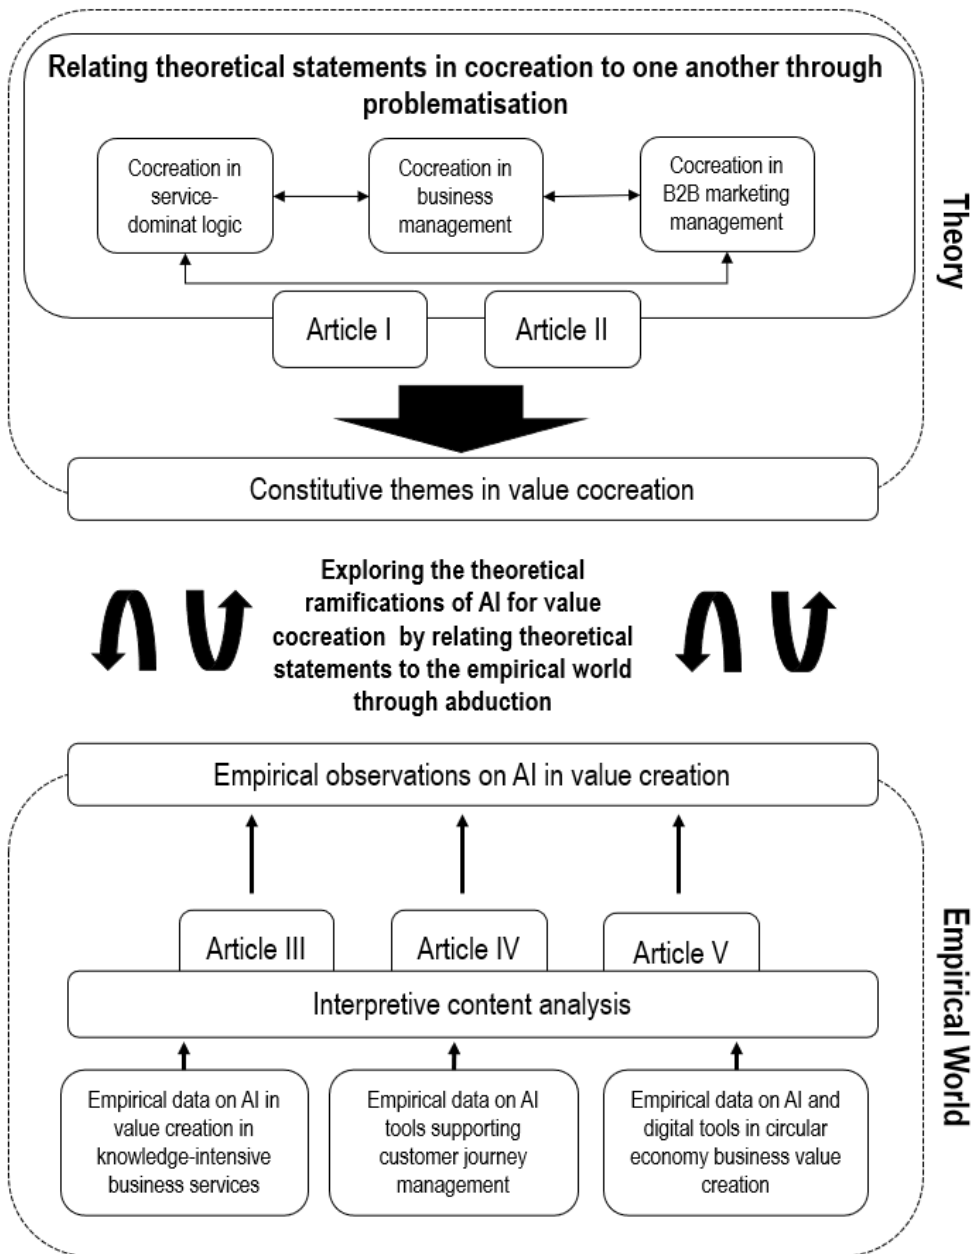 Relating theoretical statements in cocreation to one another through
problematisation
Cocreation in
service-
dominat logic
Cocreation in
business
management
Cocreation in
B2B marketing
management
Article I
Article II
Theory
Constitutive themes in value cocreation
Exploring the theoretical
ramifications of AI for value
cocreation by relating theoretical
statements to the empirical world
through abduction
Empirical observations on AI in value creation
Article III
Article IV
Article V
Interpretive content analysis
Empirical data on AI in
value creation in
knowledge-intensive
business services
Empirical data on AI
tools supporting
customer journey
management
Empirical data on AI and
digital tools in circular
economy business value
creation
Empirical World